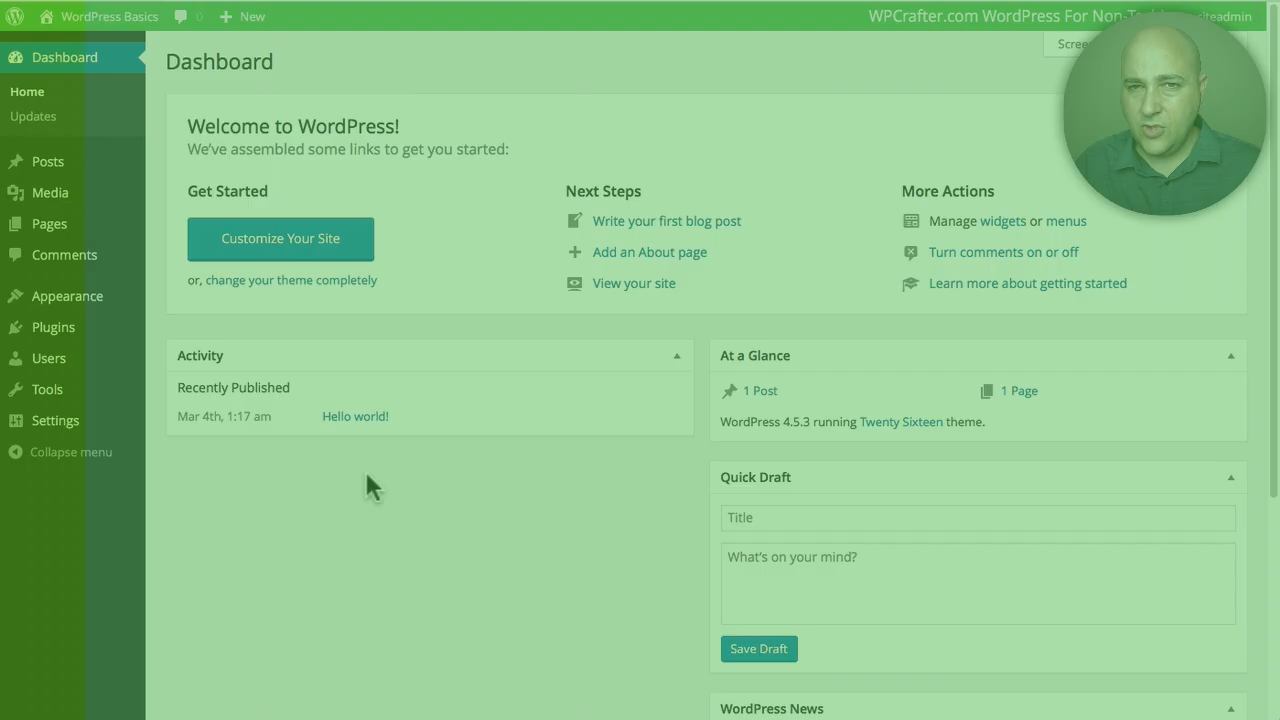 WordPress Basics 0 New
WPCrafter.com WordPress For Non-
siteadmin
Dashboard
Home
Updates
Posts
Media
Pages
Comments
Appearance
Plugins
Users
Tools
Settings
Collapse menu
Dashboard
Welcome to WordPress!
We've assembled some links to get you started:
Get Started
Customize Your Site
or, change your theme completely
Next Steps
Write your first blog post
Add an About page
View your site
More Actions
Manage widgets or menus
Turn comments on or off
Learn more about getting started
Activity
Recently Published
Mar 4th, 1:17 am Hello world!
At a Glance
1 Post 1 Page
WordPress 4.5.3 running Twenty Sixteen theme.
Quick Draft
Title
What's on your mind?
Save Draft
WordPress News